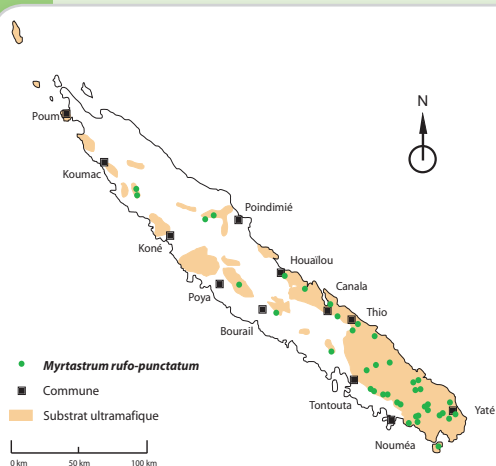 N
Poum
Koumac
Poindimié
Koné
Houaïlou
Canala
Poya
Thio
Bourail
Myrtastrum rufo-punctatum
Commune
Tontouta
Yaté
Substrat ultramafique
Nouméa
0 km 50 km 100 km